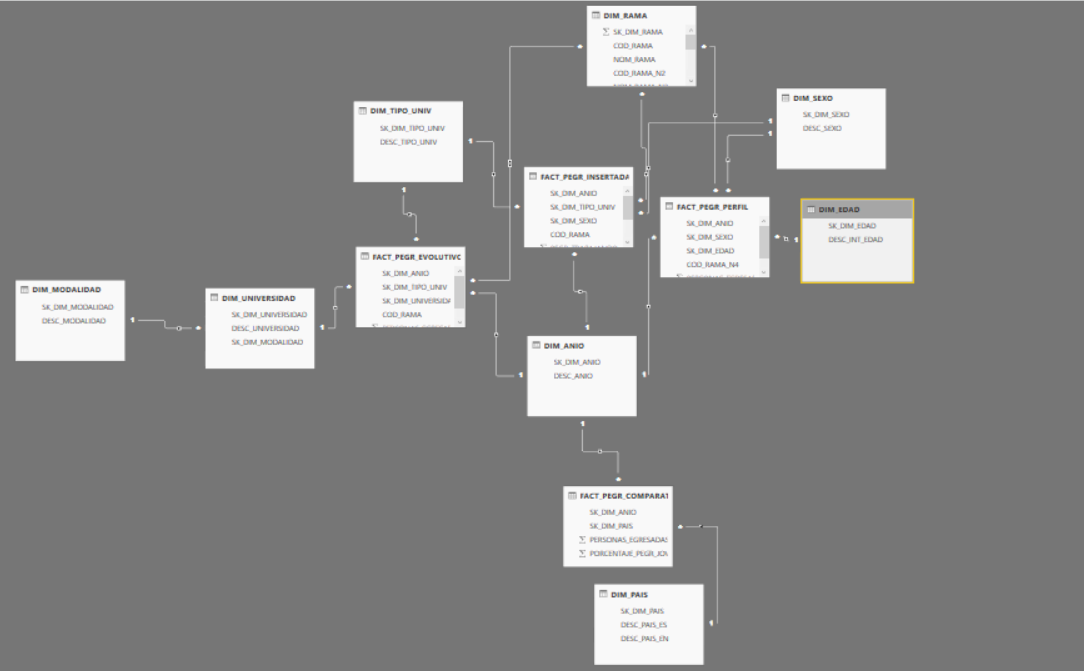 DIM_RAMA
SK_DIM_RAMA
COD_RAMA
NOM_RAMA
COD_RAMA_N2
DIM_TIPO_UNIV
SK_DIM_TIPO_UNIV
DESC_TIPO_UNIV
DIM_SEXO
SK_DIM_SEXO
DESC_SEXO
FACT_PEGR_INSERTADA
SK_DIM_ANIO
SK_DIM_TIPO_UNIV
SK_DIM_SEXO
COD_RAMA
FACT_PEGR_PERFIL
SK_DIM_ANIO
SK_DIM_SEXO
SK_DIM_EDAD
COD_RAMA_N4
DIM_EDAD
SK_DIM_EDAD
DESC_INT_EDAD
FACT_PEGR_EVOLUTIVO
SK_DIM_ANIO
SK_DIM_TIPO_UNIV
SK_DIM_UNIVERSIDA
COD_RAMA
DIM_MODALIDAD
SK_DIM_MODALIDAD
DESC_MODALIDAD
DIM_UNIVERSIDAD
SK_DIM_UNIVERSIDAD
DESC_UNIVERSIDAD
SK_DIM_MODALIDAD
DIM_ANIO
SK_DIM_ANIO
DESC_ANIO
FACT_PEGR_COMPARAT
SK_DIM_ANIO
SK_DIM_PAIS
PERSONAS_EGRESADAS
PORCENTAJE_PEGR_JOV
DIM_PAIS
SK_DIM_PAIS
DESC_PAIS_ES
DESC_PAIS_EN